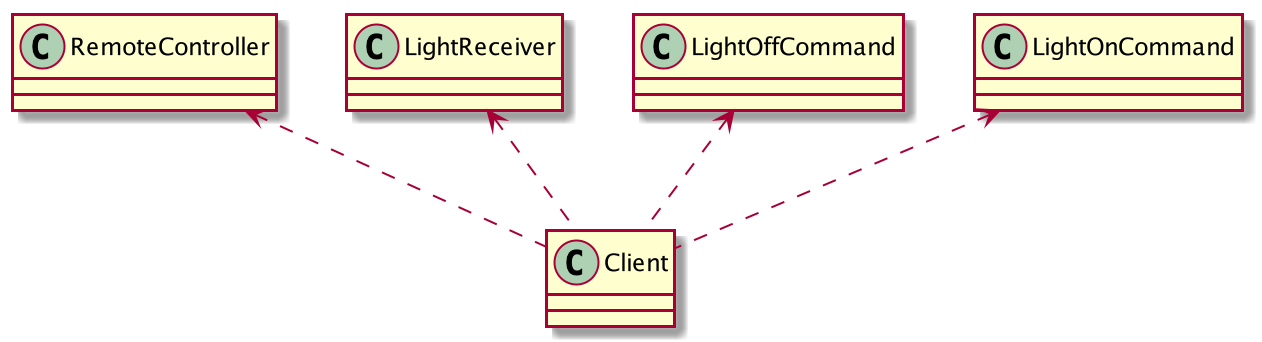 C RemoteController
C LightReceiver
C LightOffCommand
C LightOnCommand
C Client